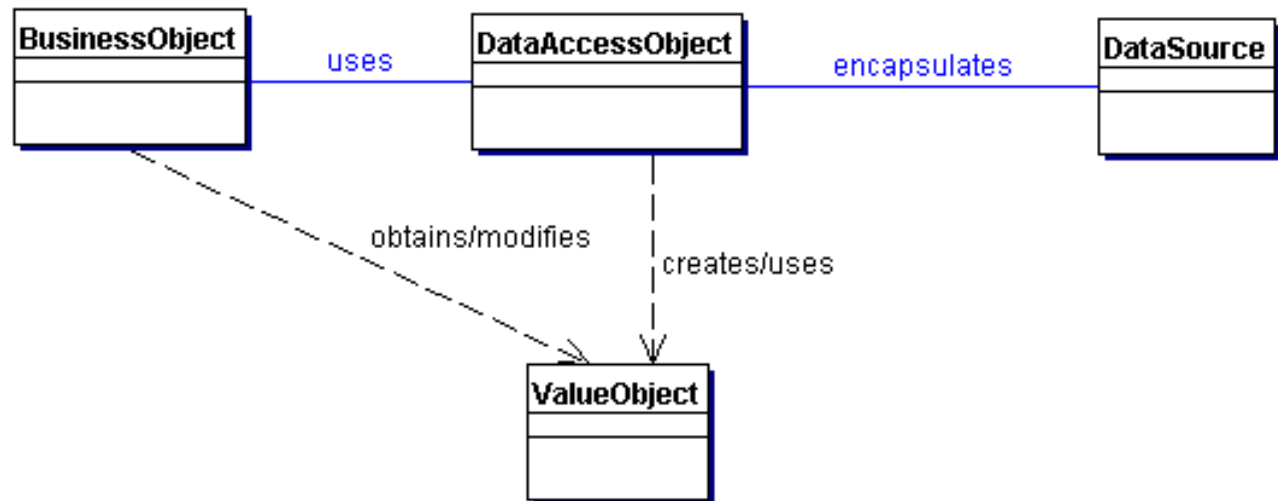 BusinessObject
uses
DataAccessObject
encapsulates
DataSource
obtains/modifies
creates/uses
ValueObject